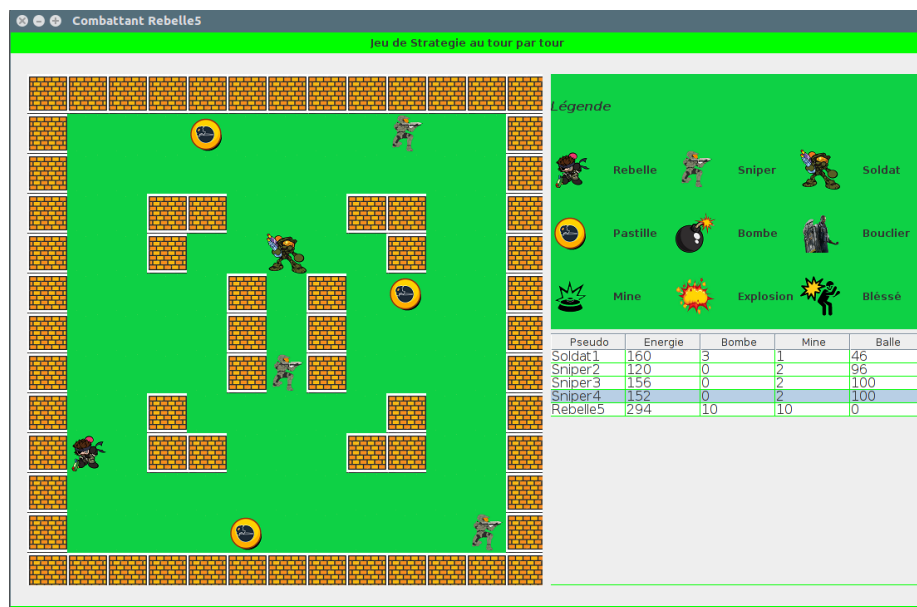 Combattant Rebelle5
Jeu de Strategie au tour par tour
Légende
Rebelle Sniper Soldat
Pastille Bombe Bouclier
Mine Explosion Bléssé
Pseudo Energie Bombe Mine Balle
Soldat1 160 3 1 46
Sniper2 120 0 2 96
Sniper3 156 0 2 100
Sniper4 152 0 2 100
Rebelle5 294 10 10 0